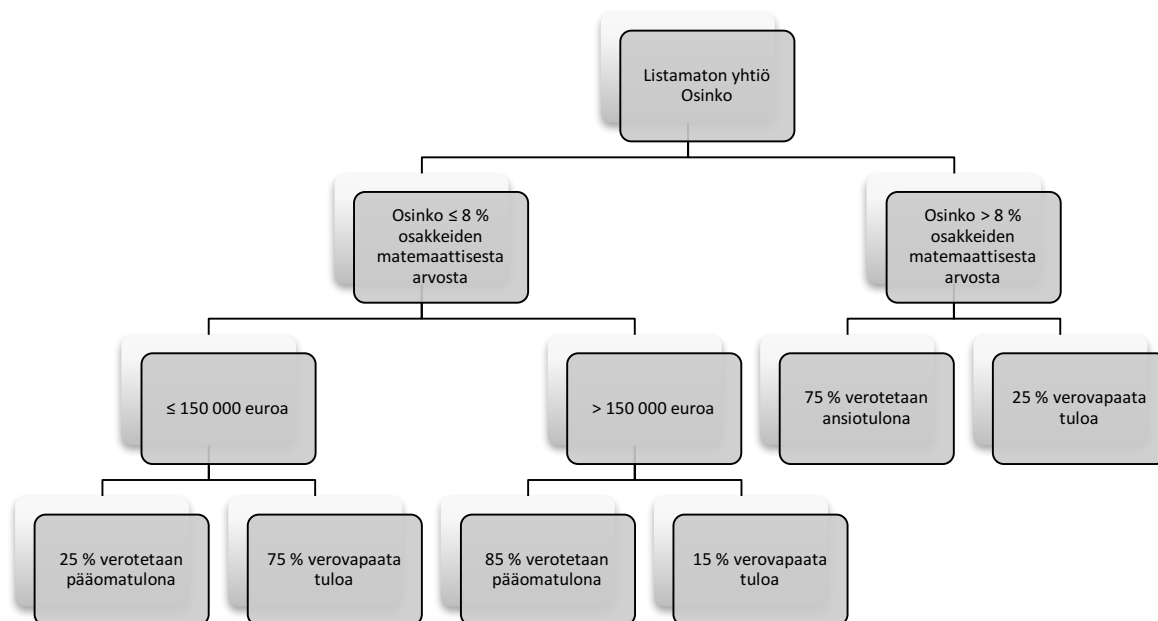 Listamaton yhtiö
Osinko
Osinko ≤ 8 %
osakkeiden
matemaattisesta
arvosta
Osinko > 8 %
osakkeiden
matemaattisesta
arvosta
≤ 150 000 euroa
> 150 000 euroa
75 % verotetaan
ansiotulona
25 % verovapaata
tuloa
25 % verotetaan
pääomatulona
75 % verovapaata
tuloa
85 % verotetaan
pääomatulona
15 % verovapaata
tuloa